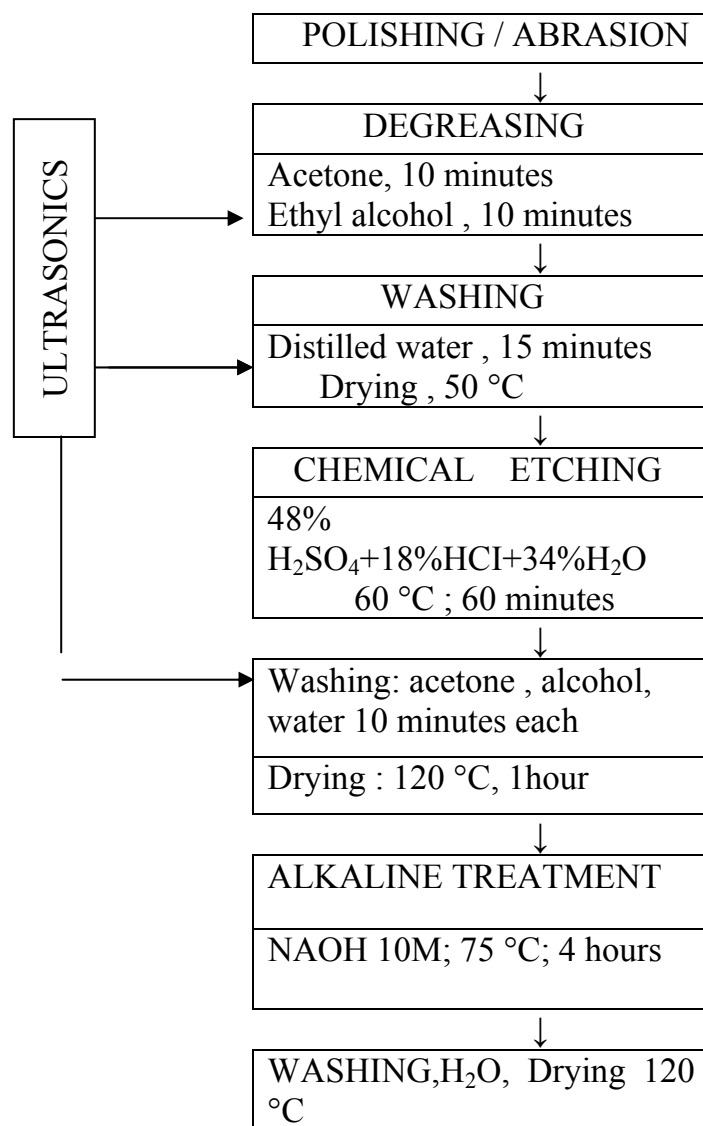 POLISHING / ABRASION
↓
DEGREASING
Acetone, 10 minutes
Ethyl alcohol , 10 minutes
↓
ULTRASONICS
WASHING
Distilled water , 15 minutes
Drying , 50 °C
↓
CHEMICAL ETCHING
48%
H₂SO₄+18%HCI+34%H₂O
60 °C ; 60 minutes
↓
Washing: acetone , alcohol,
water 10 minutes each
Drying : 120 °C, 1hour
↓
ALKALINE TREATMENT
NAOH 10M; 75 °C; 4 hours
↓
WASHING,H₂O, Drying 120
°C